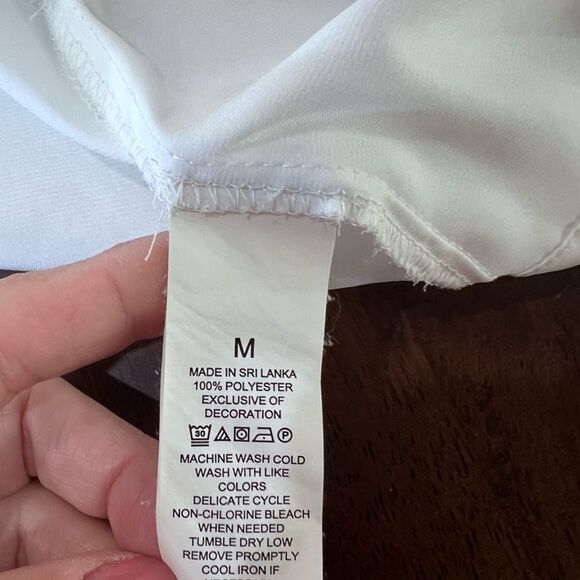 M
MADE IN SRI LANKA
100% POLYESTER
EXCLUSIVE OF
DECORATION
30 P
MACHINE WASH COLD
WASH WITH LIKE
COLORS
DELICATE CYCLE
NON-CHLORINE BLEACH
WHEN NEEDED
TUMBLE DRY LOW
REMOVE PROMPTLY
COOL IRON IF